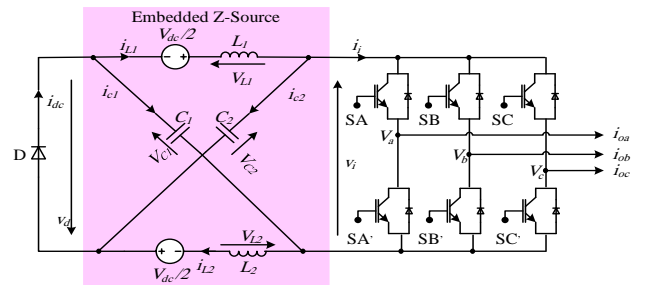 Embedded Z-Source
i_L1
V_dc/2
L_1
i_i
- +
V_L1
i_dc
i_c1
i_c2
C_1
C_2
SA
SB
SC
V_a
i_oa
D
V_C1
V_C2
v_i
V_b
i_ob
V_c
i_oc
v_d
V_L2
SA'
SB'
SC'
+ -
V_dc/2
i_L2
L_2